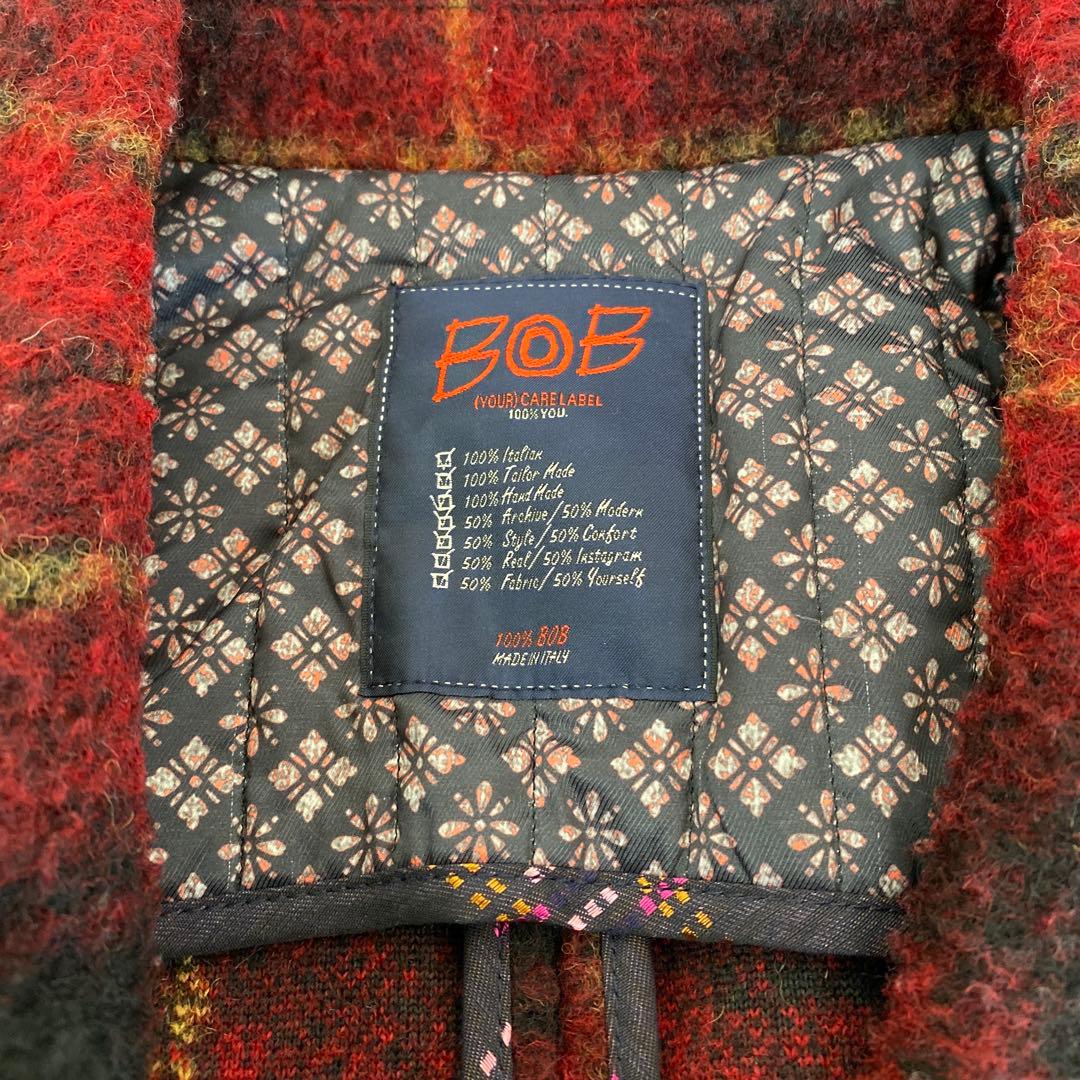 BOB
(YOUR) CARE LABEL
100% YOU.
100% Italian
100% Tailor Made
100% Hand Made
50% Archive / 50% Modern
50% Style / 50% Confort
50% Real / 50% Instagram
50% Fabric / 50% Yourself
100% BOB
MADE IN ITALY